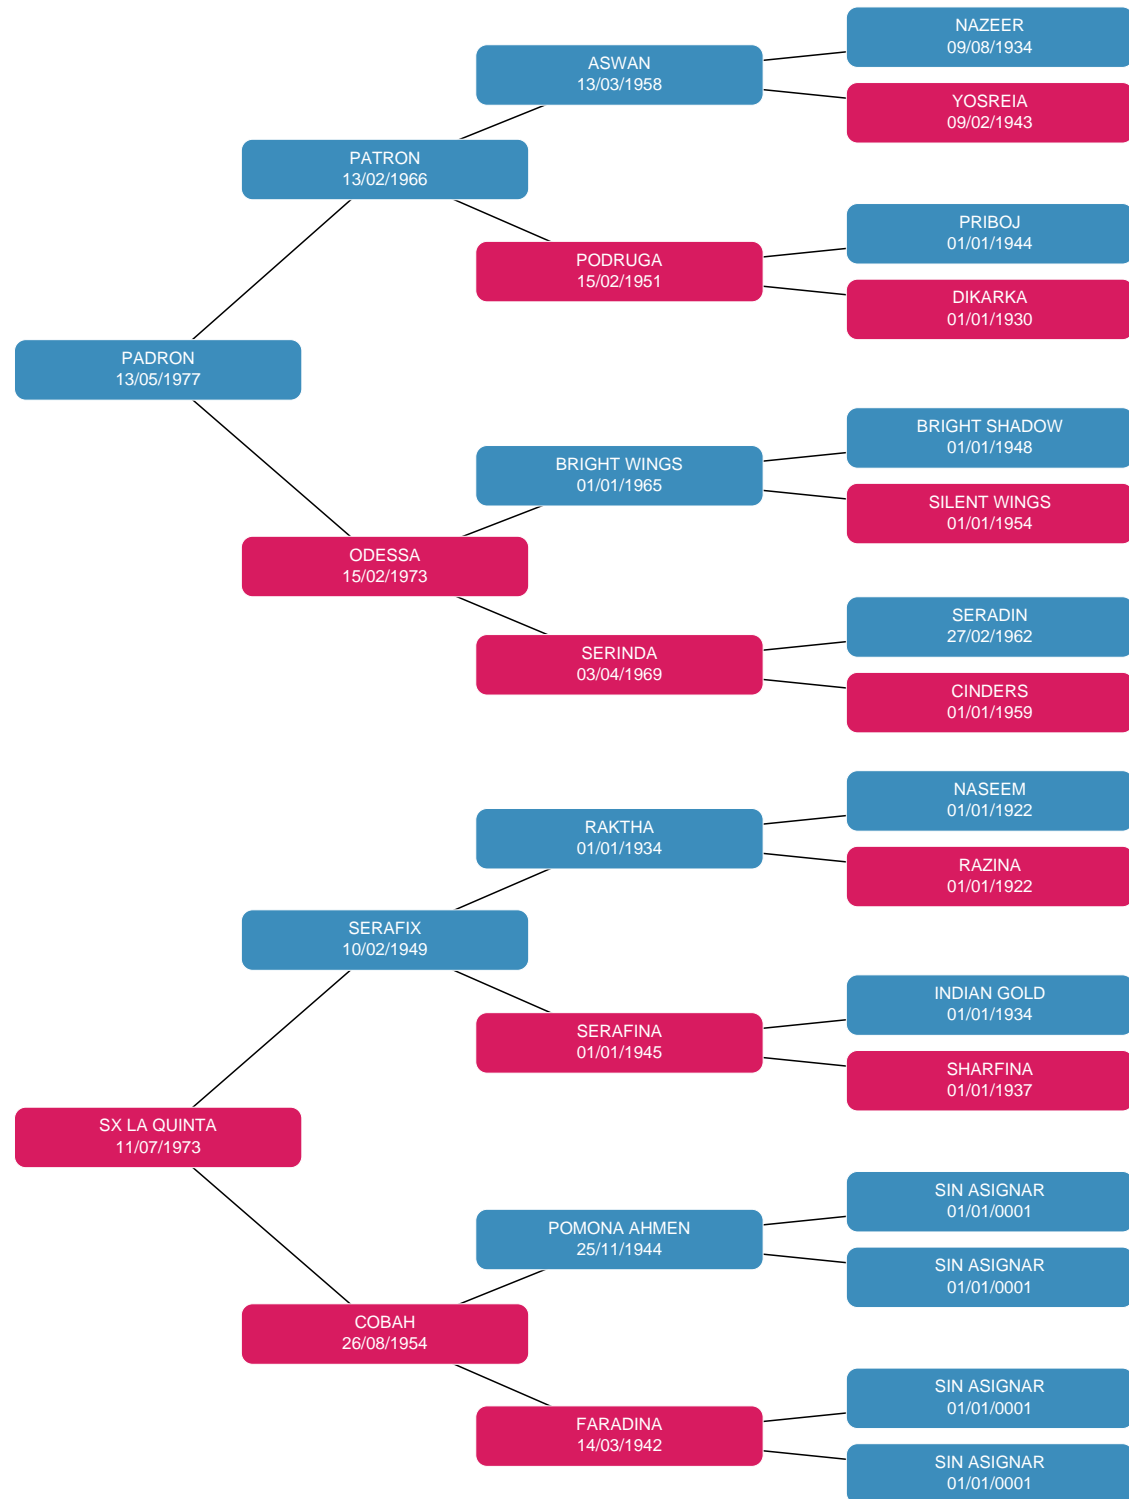 NAZEER
09/08/1934
ASWAN
13/03/1958
YOSREIA
09/02/1943
PATRON
13/02/1966
PRIBOJ
01/01/1944
PODRUGA
15/02/1951
DIKARKA
01/01/1930
PADRON
13/05/1977
BRIGHT SHADOW
01/01/1948
BRIGHT WINGS
01/01/1965
SILENT WINGS
01/01/1954
ODESSA
15/02/1973
SERADIN
27/02/1962
SERINDA
03/04/1969
CINDERS
01/01/1959
NASEEM
01/01/1922
RAKTHA
01/01/1934
RAZINA
01/01/1922
SERAFIX
10/02/1949
INDIAN GOLD
01/01/1934
SERAFINA
01/01/1945
SHARFINA
01/01/1937
SX LA QUINTA
11/07/1973
SIN ASIGNAR
01/01/0001
POMONA AHMEN
25/11/1944
SIN ASIGNAR
01/01/0001
COBAH
26/08/1954
SIN ASIGNAR
01/01/0001
FARADINA
14/03/1942
SIN ASIGNAR
01/01/0001